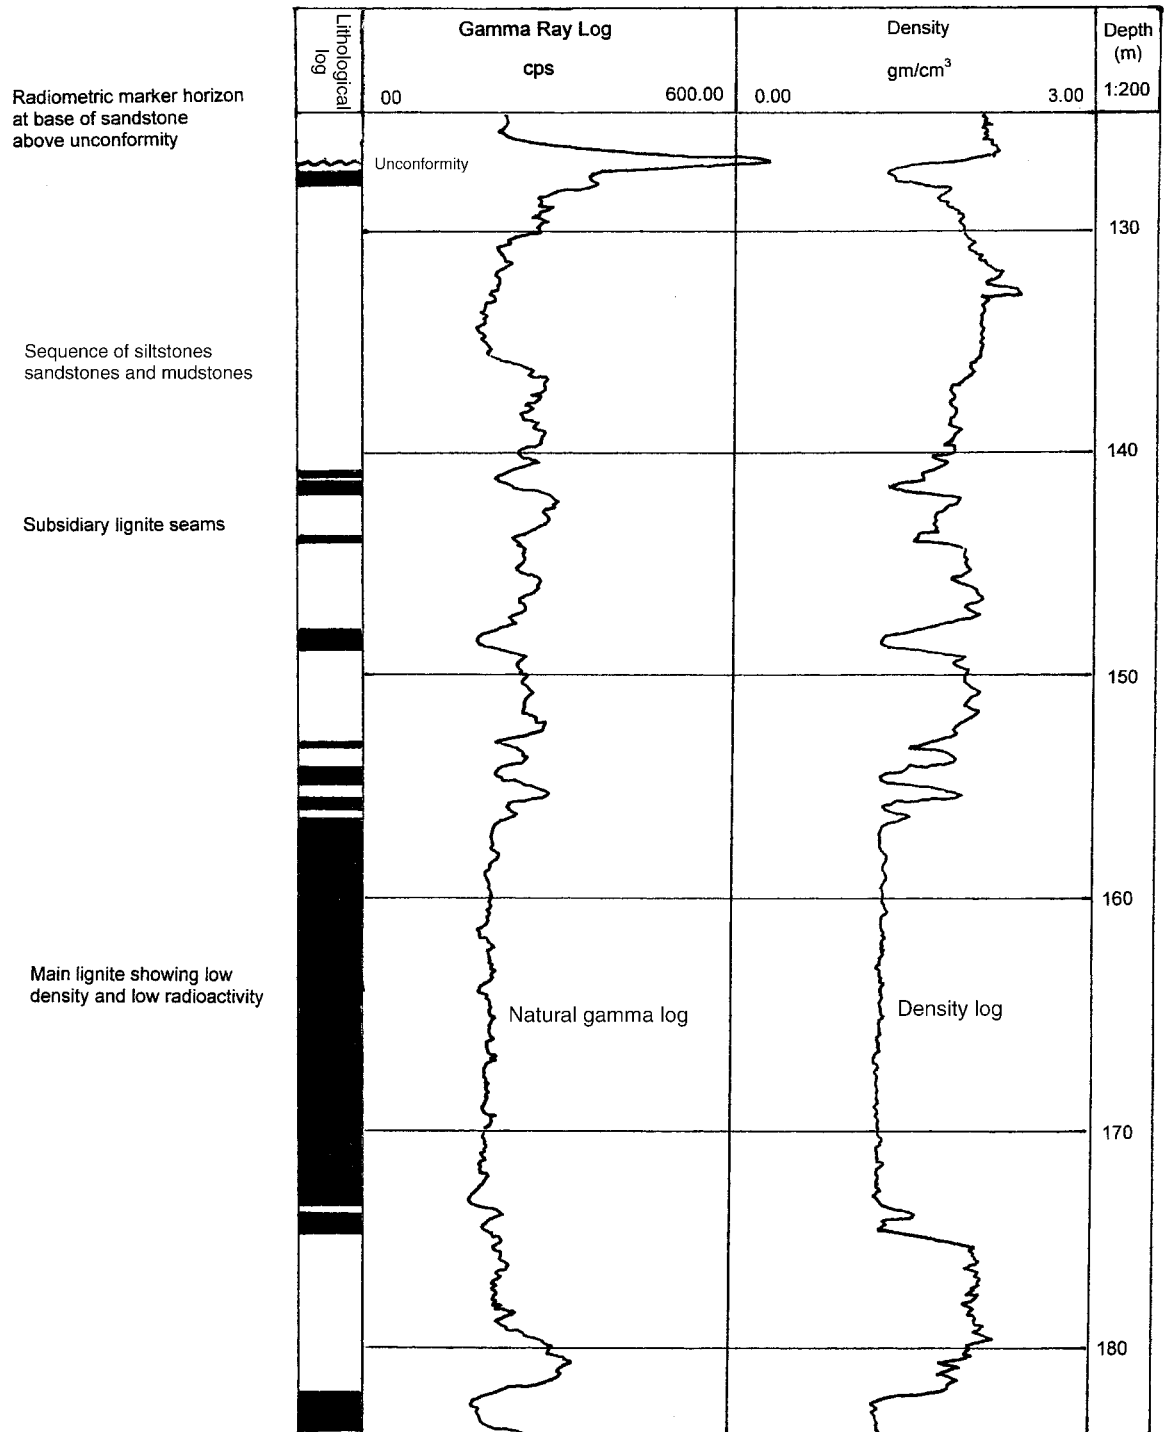 Lithological
log
Gamma Ray Log
cps
00
600.00
Density
gm/cm³
0.00
3.00
Depth
(m)
1:200
Radiometric marker horizon
at base of sandstone
above unconformity
Unconformity
130
Sequence of siltstones
sandstones and mudstones
140
Subsidiary lignite seams
150
160
Main lignite showing low
density and low radioactivity
Natural gamma log
Density log
170
180